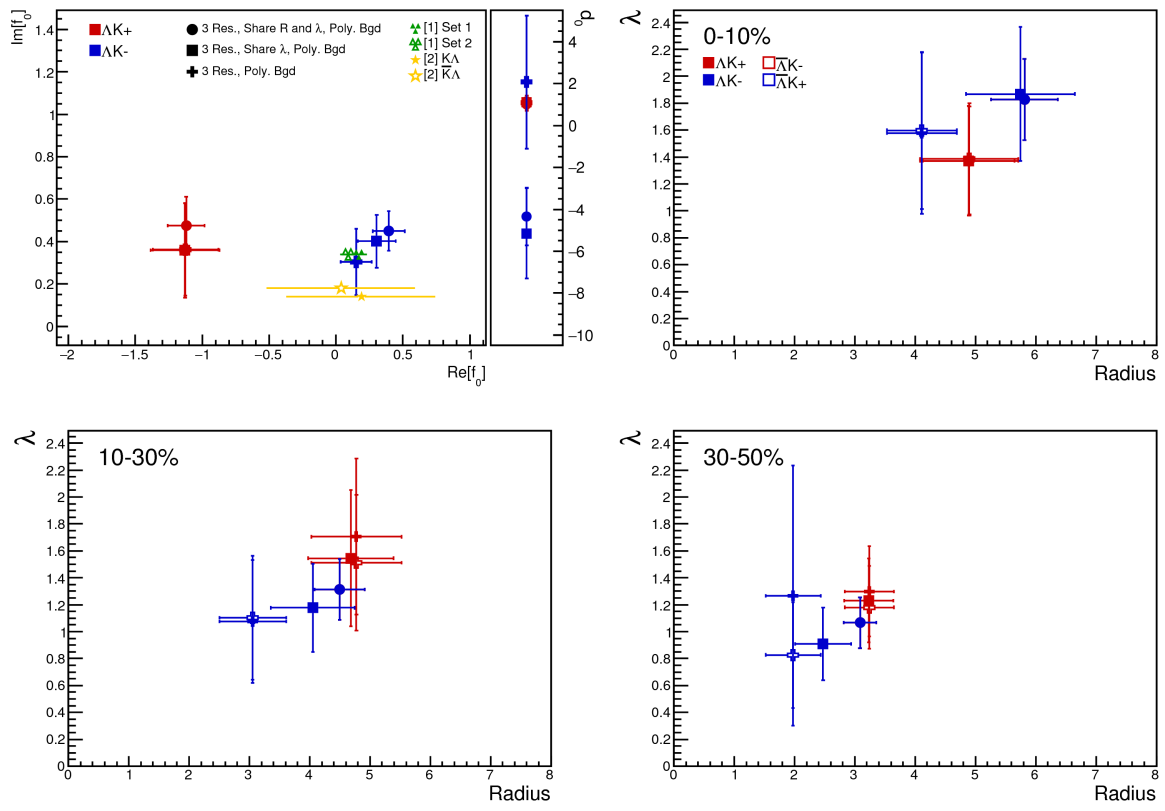 Im[f0]
1.4
1.2
1
0.8
0.6
0.4
0.2
0
−2
−1.5
−1
−0.5
0
0.5
1
Re[f0]
ΛK+
ΛK-
3 Res., Share R and λ, Poly. Bgd
3 Res., Share λ, Poly. Bgd
3 Res., Poly. Bgd
[1] Set 1
[1] Set 2
[2] KΛ
[2] K̅Λ
d0
4
2
0
−2
−4
−6
−8
−10
λ
2.4
2.2
2
1.8
1.6
1.4
1.2
1
0.8
0.6
0.4
0.2
0
0-10%
ΛK+
Λ̅K-
ΛK-
Λ̅K+
0 1 2 3 4 5 6 7 8
Radius
λ
2.4
2.2
2
1.8
1.6
1.4
1.2
1
0.8
0.6
0.4
0.2
0
10-30%
0 1 2 3 4 5 6 7 8
Radius
λ
2.4
2.2
2
1.8
1.6
1.4
1.2
1
0.8
0.6
0.4
0.2
0
30-50%
0 1 2 3 4 5 6 7 8
Radius